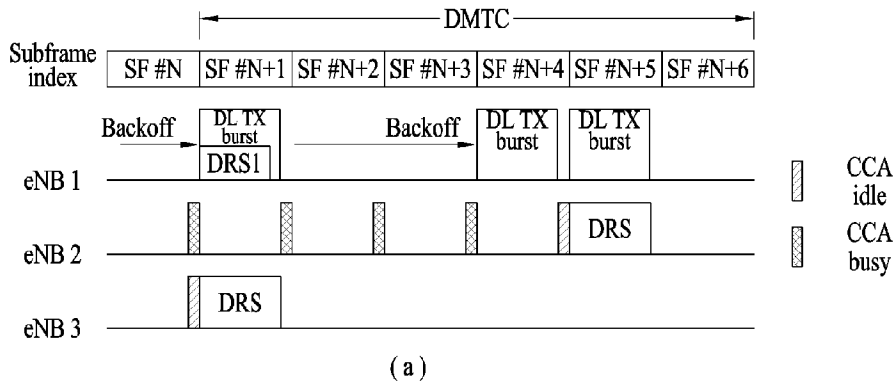 DMTC
Subframe
index
SF #N SF #N+1 SF #N+2 SF #N+3 SF #N+4 SF #N+5 SF #N+6
Backoff
DL TX
burst
DRS1
Backoff
DL TX
burst
DL TX
burst
eNB 1
CCA
idle
eNB 2
DRS
CCA
busy
eNB 3
DRS
( a )